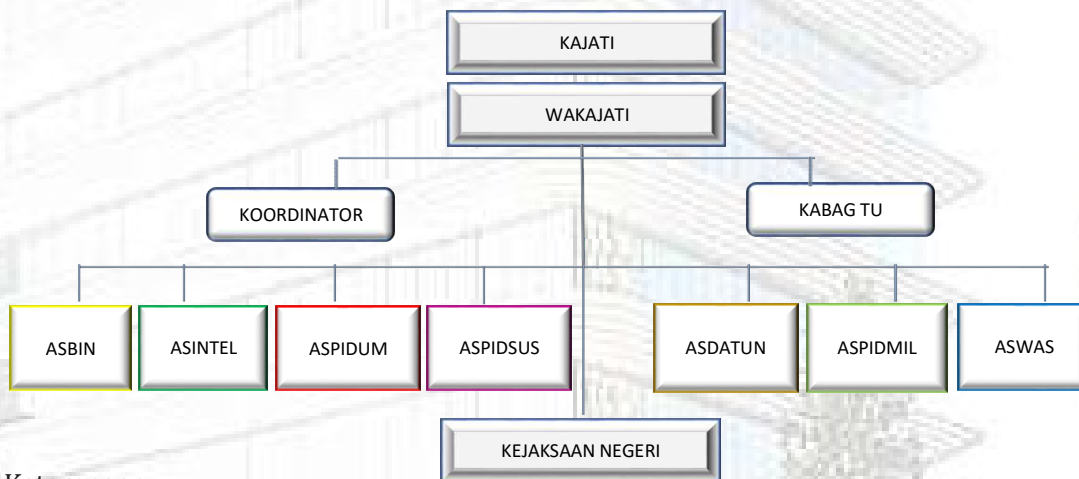 KAJATI
WAKAJATI
KOORDINATOR
KABAG TU
ASBIN
ASINTEL
ASPIDUM
ASPIDSUS
ASDATUN
ASPIDMIL
ASWAS
KEJAKSAAN NEGERI